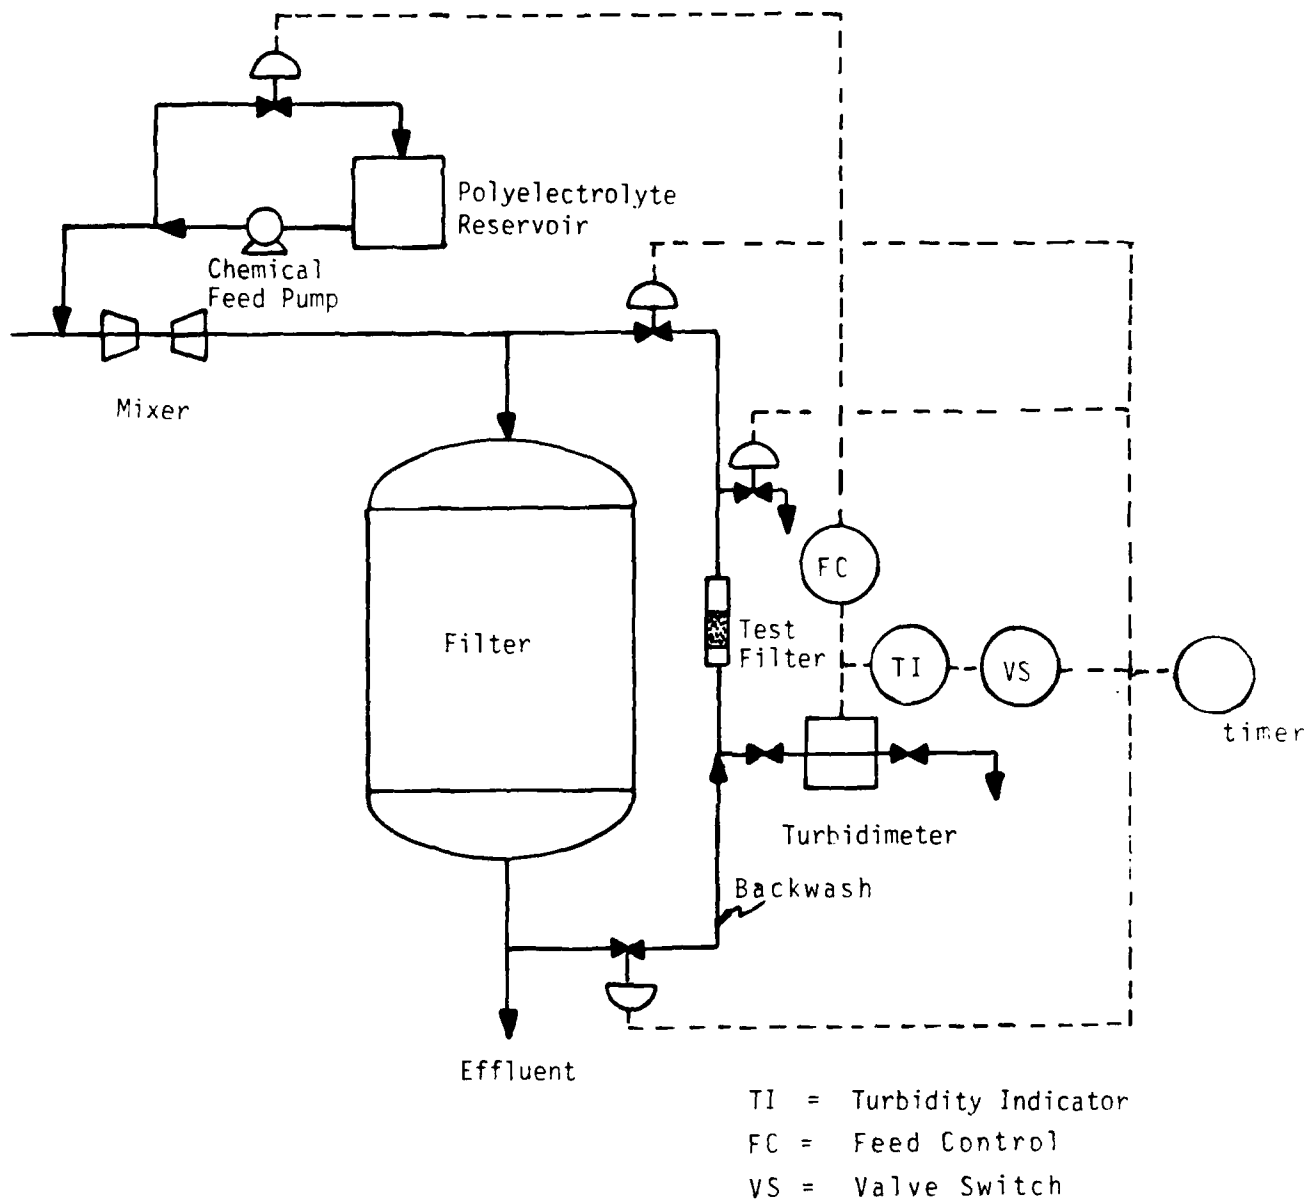 Polyelectrolyte
Reservoir
Chemical
Feed Pump
Mixer
FC
Filter
Test
Filter
TI
VS
timer
Turbidimeter
Backwash
Effluent
TI = Turbidity Indicator
FC = Feed Control
VS = Valve Switch